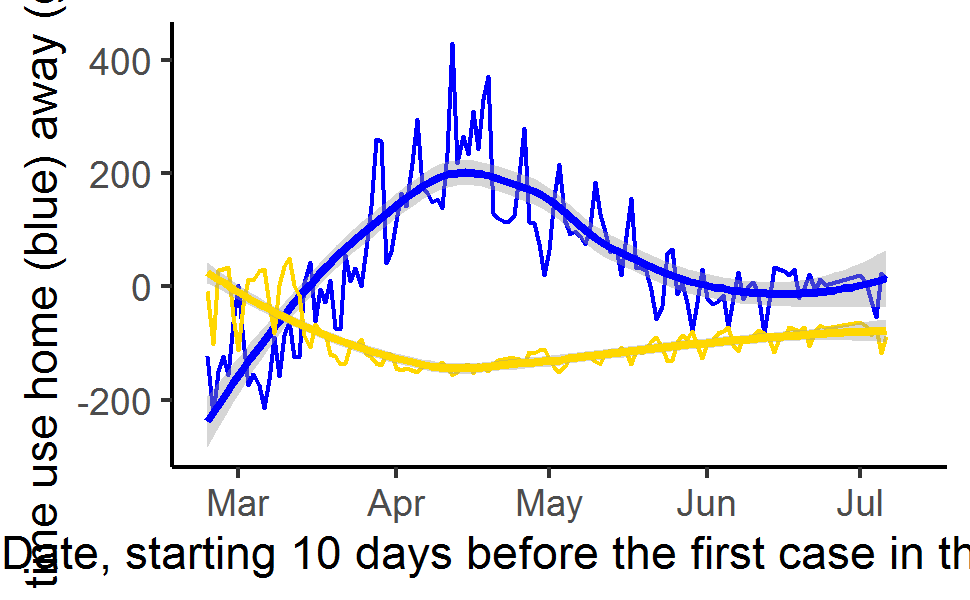 time use home (blue) away (
400
200
0
-200
Mar Apr May Jun Jul
Date, starting 10 days before the first case in th